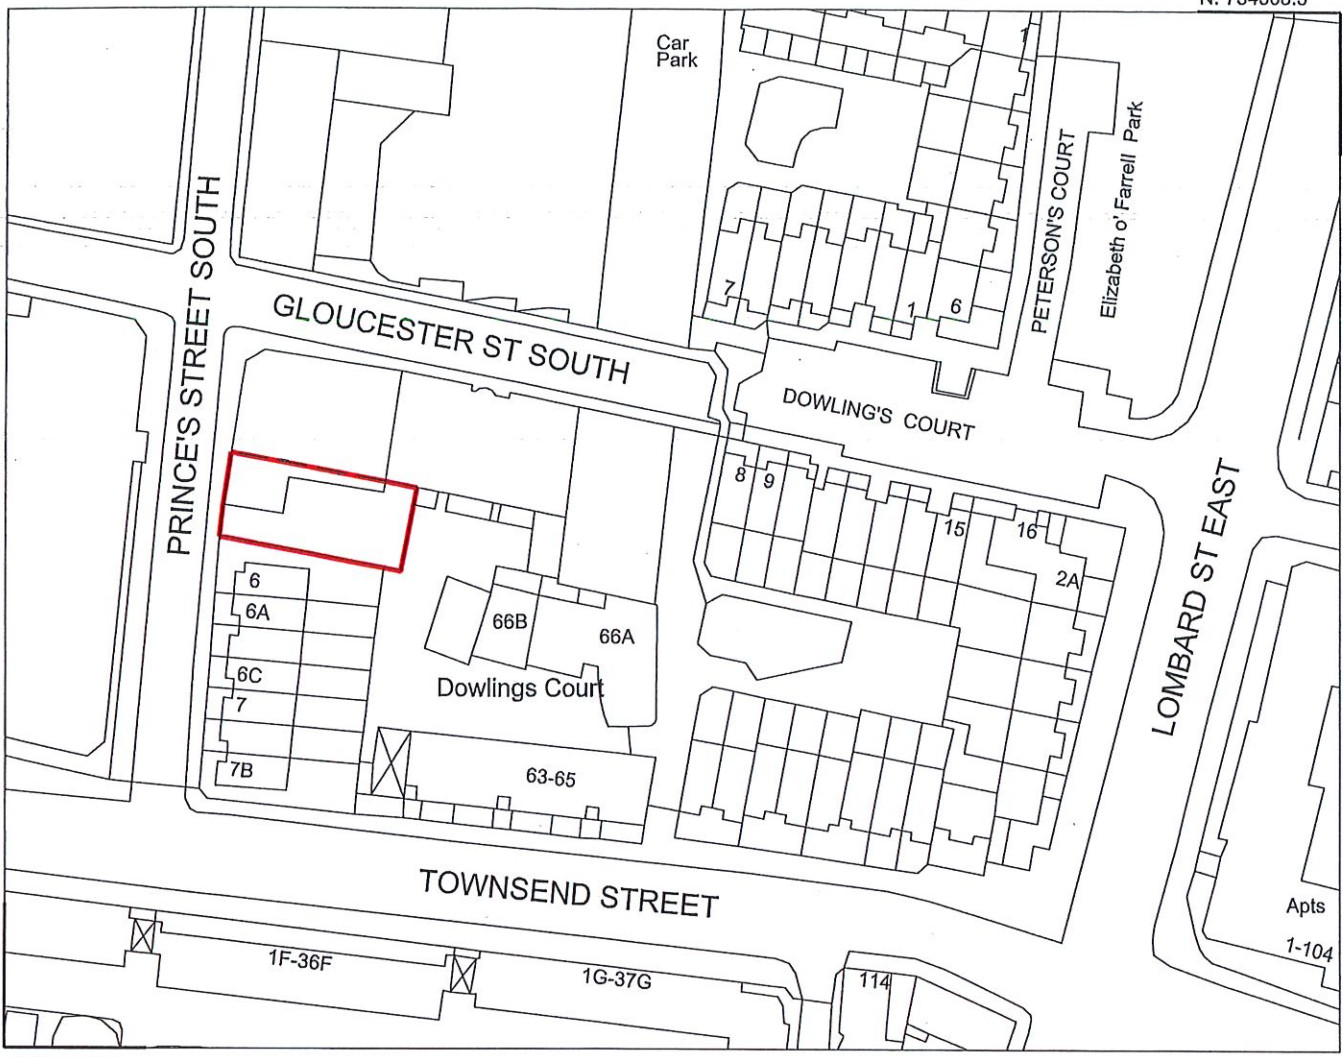 Car
Park
1
PRINCE'S STREET SOUTH
GLOUCESTER ST SOUTH
PETERSON'S COURT
Elizabeth o' Farrell Park
7
1
6
DOWLING'S COURT
8
9
15
16
2A
LOMBARD ST EAST
6
6A
6C
7
7B
66B
66A
Dowlings Court
63-65
TOWNSEND STREET
1F-36F
1G-37G
114
Apts
1-104